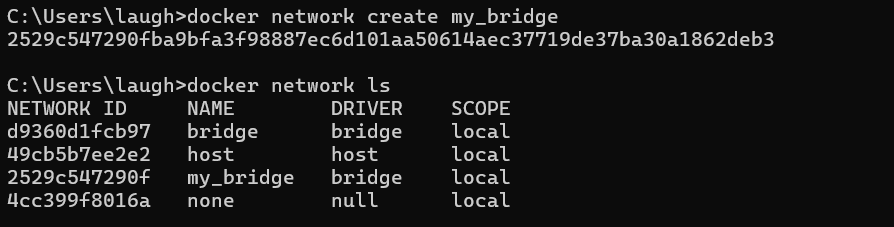 C:\Users\laugh>docker network create my_bridge
2529c547290fba9bfa3f98887ec6d101aa50614aec37719de37ba30a1862deb3
C:\Users\laugh>docker network ls
NETWORK ID     NAME        DRIVER    SCOPE
d9360d1fcb97   bridge      bridge    local
49cb5b7ee2e2   host        host      local
2529c547290f   my_bridge   bridge    local
4cc399f8016a   none        null      local